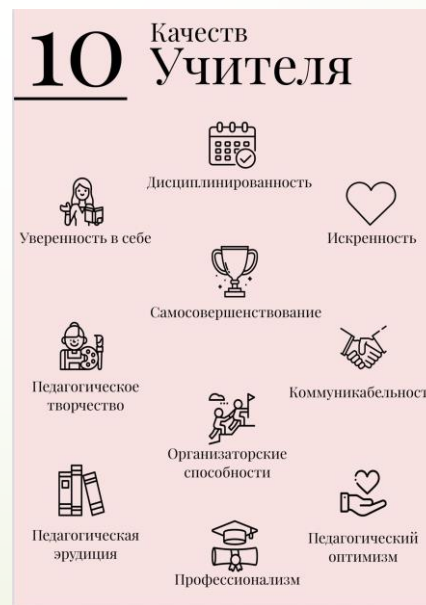 10
Качеств
Учителя
Дисциплинированность
Уверенность в себе
Искренность
Самосовершенствование
Педагогическое
творчество
Коммуникабельност
Организаторские
способности
Педагогическая
эрудиция
Педагогический
оптимизм
Профессионализм